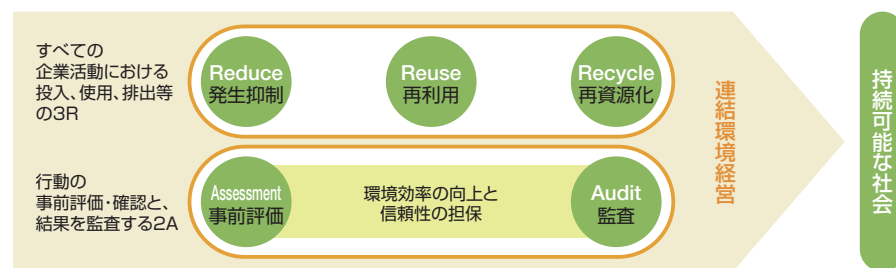 すべての
企業活動における
投入、使用、排出等
の3R
Reduce
発生抑制
Reuse
再利用
Recycle
再資源化
行動の
事前評価・確認と、
結果を監査する2A
Assessment
事前評価
環境効率の向上と
信頼性の担保
Audit
監査
連結環境経営
持続可能な社会